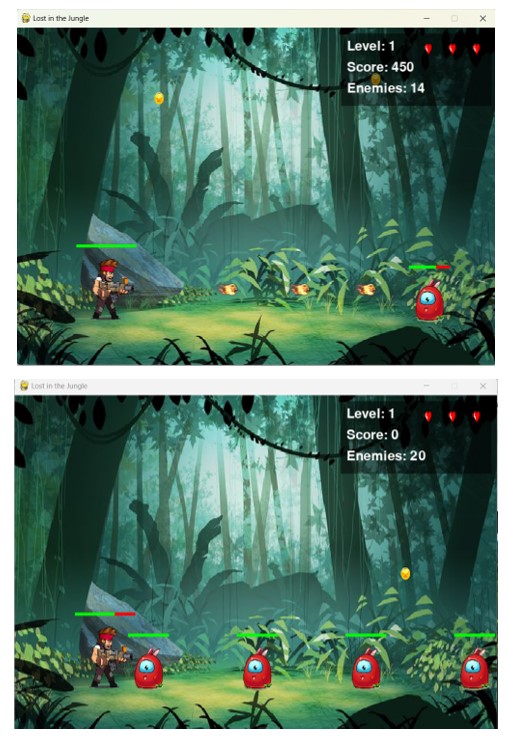 Lost in the Jungle
Level: 1
Score: 450
Enemies: 14
Lost in the Jungle
Level: 1
Score: 0
Enemies: 20